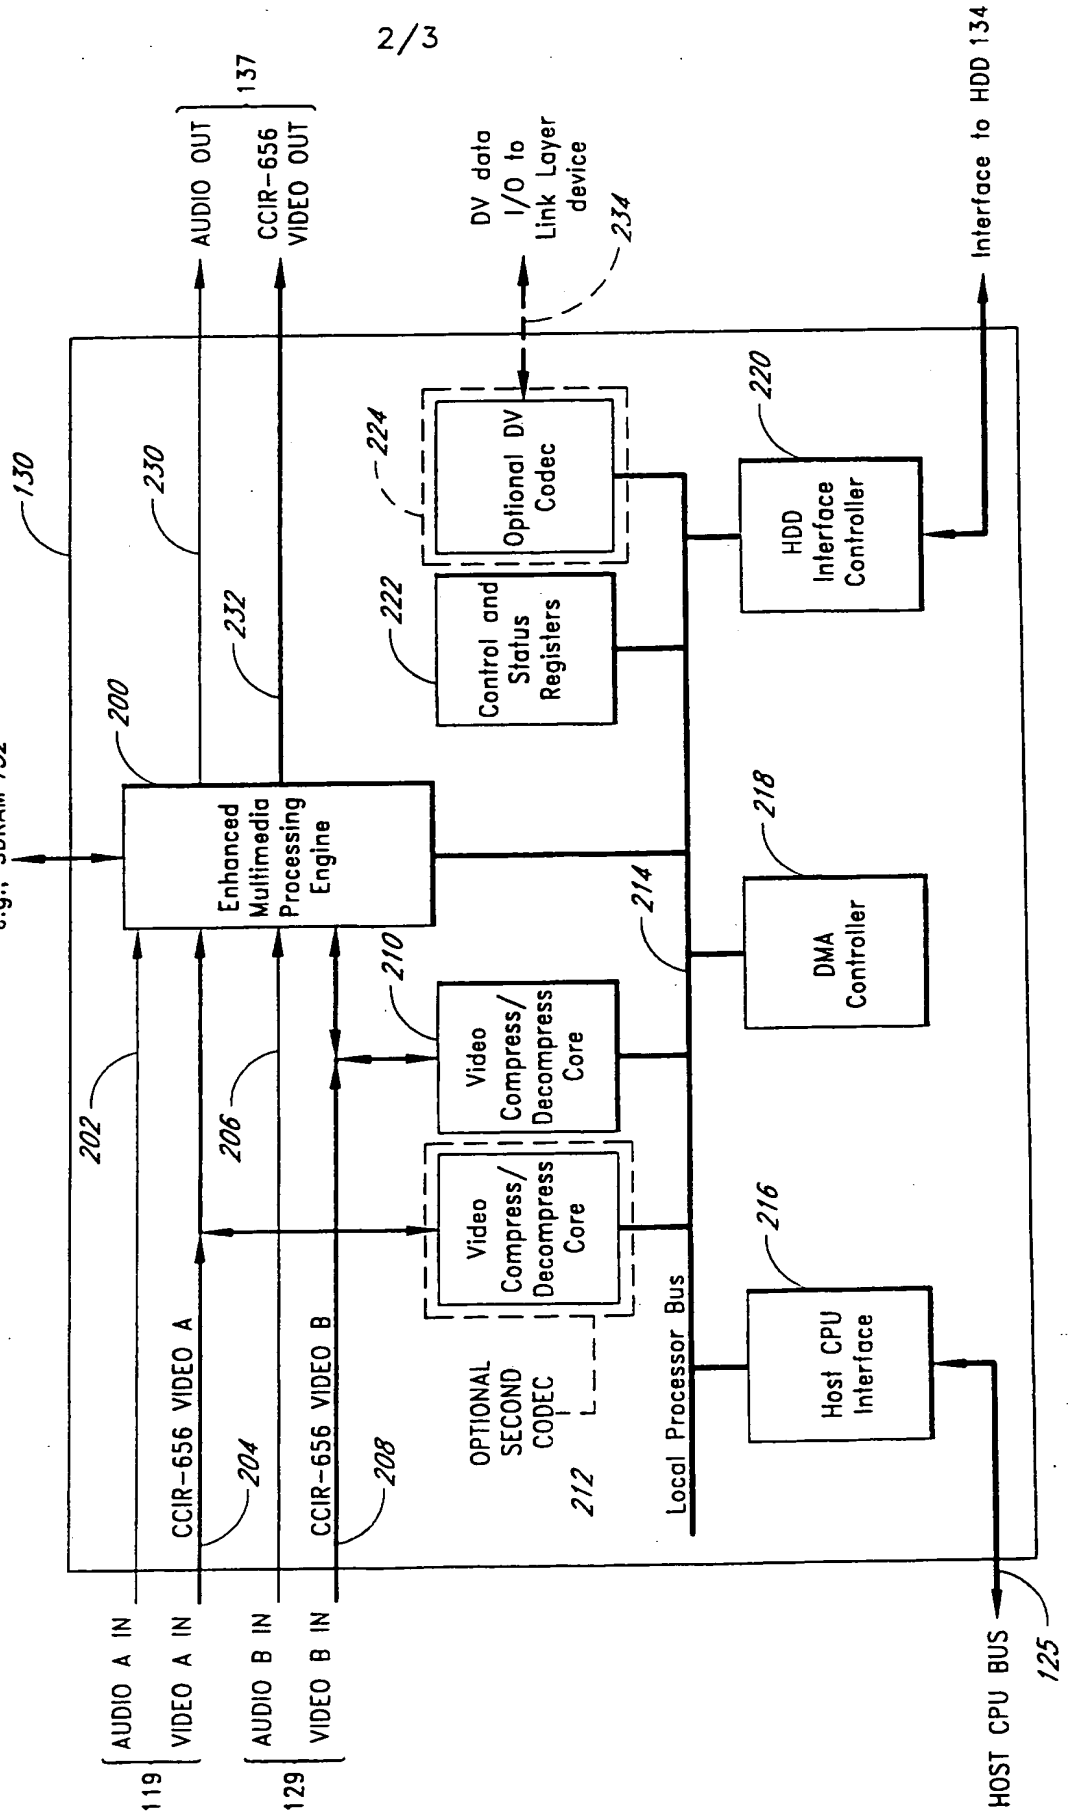 2/3
e.g., SDRAM 132
130
AUDIO A IN
VIDEO A IN
119
AUDIO B IN
VIDEO B IN
129
202
CCIR-656 VIDEO A
204
206
CCIR-656 VIDEO B
208
Enhanced
Multimedia
Processing
Engine
200
230
232
AUDIO OUT
CCIR-656
VIDEO OUT
137
OPTIONAL
SECOND
CODEC
212
Video
Compress/
Decompress
Core
Video
Compress/
Decompress
Core
210
Control and
Status
Registers
222
Optional DV
Codec
224
DV data
I/O to
Link Layer
device
234
Local Processor Bus
214
Host CPU
Interface
216
DMA
Controller
218
HDD
Interface
Controller
220
HOST CPU BUS
125
Interface to HDD 134